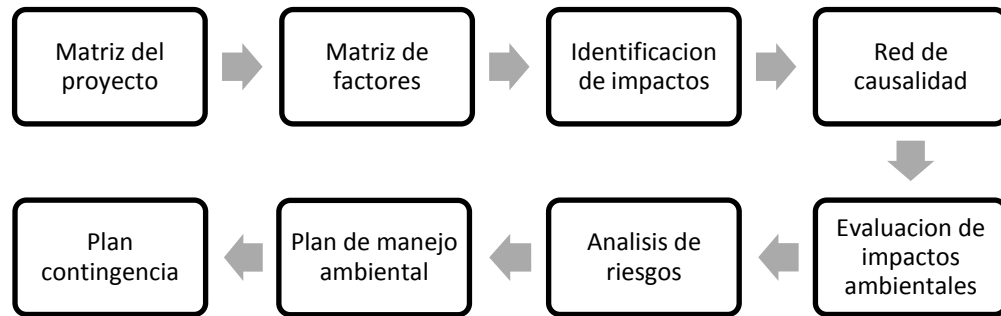 Matriz del
proyecto
Matriz de
factores
Identificacion
de impactos
Red de
causalidad
Evaluacion de
impactos
ambientales
Analisis de
riesgos
Plan de manejo
ambiental
Plan
contingencia